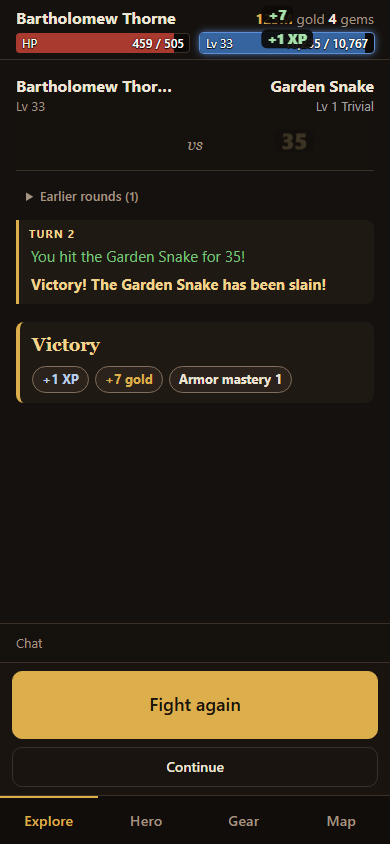 Bartholomew Thorne
+7
gold 4 gems
HP 459 / 505
Lv 33 / 10,767
+1 XP
Bartholomew Thor...
Garden Snake
Lv 33
Lv 1 Trivial
vs
35
▶ Earlier rounds (1)
TURN 2
You hit the Garden Snake for 35!
Victory! The Garden Snake has been slain!
Victory
+1 XP +7 gold Armor mastery 1
Chat
Fight again
Continue
Explore Hero Gear Map